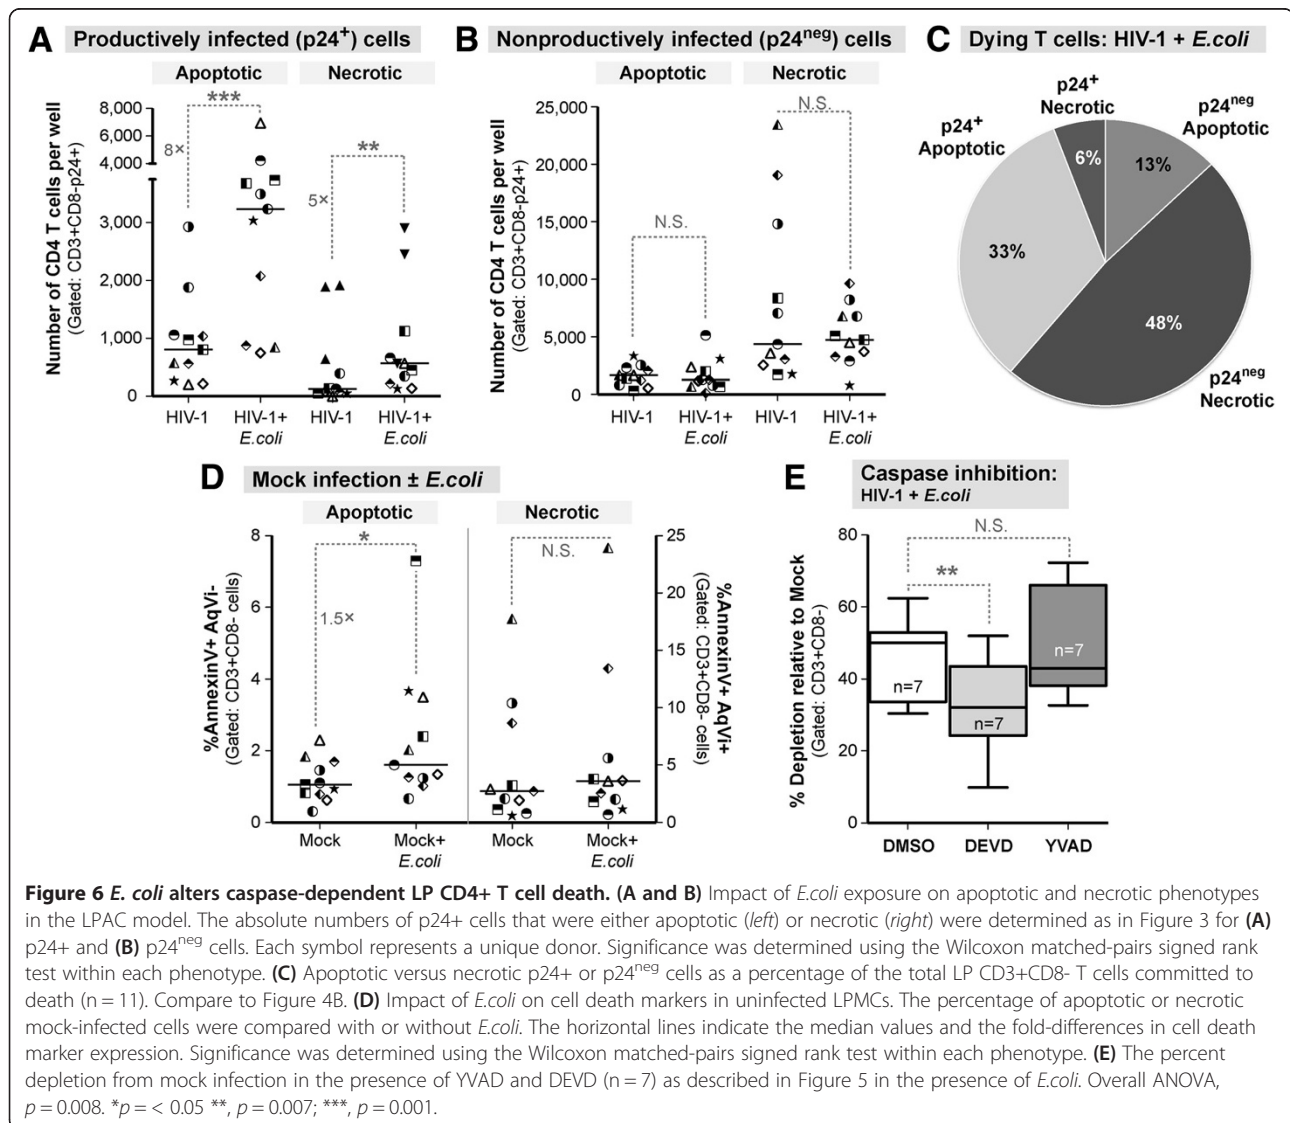 A Productively infected (p24+) cells
Apoptotic Necrotic
Number of CD4 T cells per well
(Gated: CD3+CD8-p24+)
8,000
6,000
4,000
3,000
2,000
1,000
0
***
8×
**
5×
HIV-1 HIV-1+ E.coli HIV-1 HIV-1+ E.coli
B Nonproductively infected (p24neg) cells
Apoptotic Necrotic
Number of CD4 T cells per well
(Gated: CD3+CD8-p24+)
25,000
20,000
15,000
10,000
5,000
0
N.S.
N.S.
HIV-1 HIV-1+ E.coli HIV-1 HIV-1+ E.coli
C Dying T cells: HIV-1 + E.coli
p24+ Necrotic
6%
p24neg Apoptotic
13%
p24+ Apoptotic
33%
48%
p24neg Necrotic
D Mock infection ± E.coli
Apoptotic Necrotic
%AnnexinV+ AqVi-
(Gated: CD3+CD8- cells)
8
6
4
2
0
*
1.5×
N.S.
25
20
15
10
5
0
%AnnexinV+ AqVi+
(Gated: CD3+CD8- cells)
Mock Mock+ E.coli Mock Mock+ E.coli
E Caspase inhibition:
HIV-1 + E.coli
% Depletion relative to Mock
(Gated: CD3+CD8-)
80
60
40
20
0
N.S.
**
n=7
n=7
n=7
DMSO DEVD YVAD
Figure 6 E. coli alters caspase-dependent LP CD4+ T cell death. (A and B) Impact of E.coli exposure on apoptotic and necrotic phenotypes
in the LPAC model. The absolute numbers of p24+ cells that were either apoptotic (left) or necrotic (right) were determined as in Figure 3 for (A)
p24+ and (B) p24neg cells. Each symbol represents a unique donor. Significance was determined using the Wilcoxon matched-pairs signed rank
test within each phenotype. (C) Apoptotic versus necrotic p24+ or p24neg cells as a percentage of the total LP CD3+CD8- T cells committed to
death (n = 11). Compare to Figure 4B. (D) Impact of E.coli on cell death markers in uninfected LPMCs. The percentage of apoptotic or necrotic
mock-infected cells were compared with or without E.coli. The horizontal lines indicate the median values and the fold-differences in cell death
marker expression. Significance was determined using the Wilcoxon matched-pairs signed rank test within each phenotype. (E) The percent
depletion from mock infection in the presence of YVAD and DEVD (n = 7) as described in Figure 5 in the presence of E.coli. Overall ANOVA,
p = 0.008. *p = < 0.05 **, p = 0.007; ***, p = 0.001.